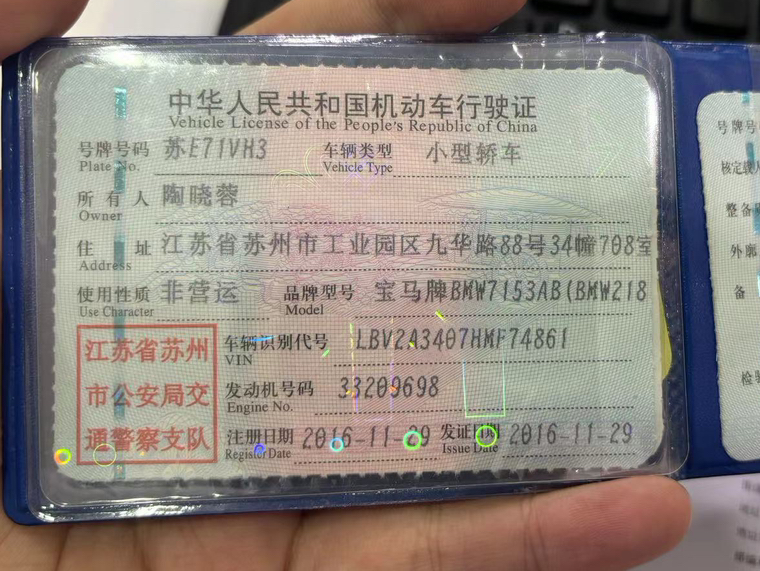 中华人民共和国机动车行驶证
Vehicle License of the People's Republic of China
号牌号码 苏E71VH3 车辆类型 小型轿车
Plate No. Vehicle Type
所有人 陶晓蓉
Owner
住址 江苏省苏州市工业园区九华路88号34幢708室
Address
使用性质 非营运 品牌型号 宝马牌BMW7153AB(BMW218
Use Character Model
江苏省苏州
市公安局交
通警察支队
车辆识别代号 LBV2A3407HMF74861
VIN
发动机号码 33209698
Engine No.
注册日期 2016-11-29 发证日期 2016-11-29
Register Date Issue Date
号牌号
核定载人
整备质
外廓
备
检验